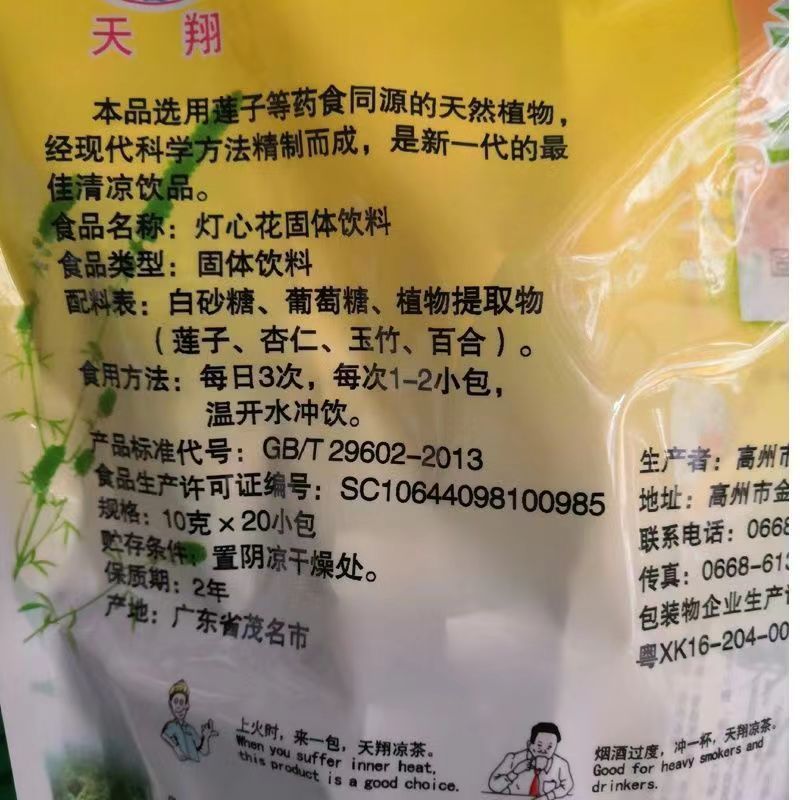 天 翔
本品选用莲子等药食同源的天然植物，
经现代科学方法精制而成，是新一代的最
佳清凉饮品。
食品名称：灯心花固体饮料
食品类型：固体饮料
配料表：白砂糖、葡萄糖、植物提取物
（莲子、杏仁、玉竹、百合）。
食用方法：每日3次，每次1-2小包，
温开水冲饮。
产品标准代号：GB/T 29602-2013
食品生产许可证编号：SC10644098100985
规格：10克×20小包
贮存条件：置阴凉干燥处。
保质期：2年
产地：广东省茂名市
生产者：高州市
地址：高州市金
联系电话：0668
传真：0668-613
包装物企业生产许
粤XK16-204-00
上火时，来一包，天翔凉茶。
When you suffer inner heat,
this product is a good choice.
烟酒过度，冲一杯，天翔凉茶。
Good for heavy smokers and
drinkers.